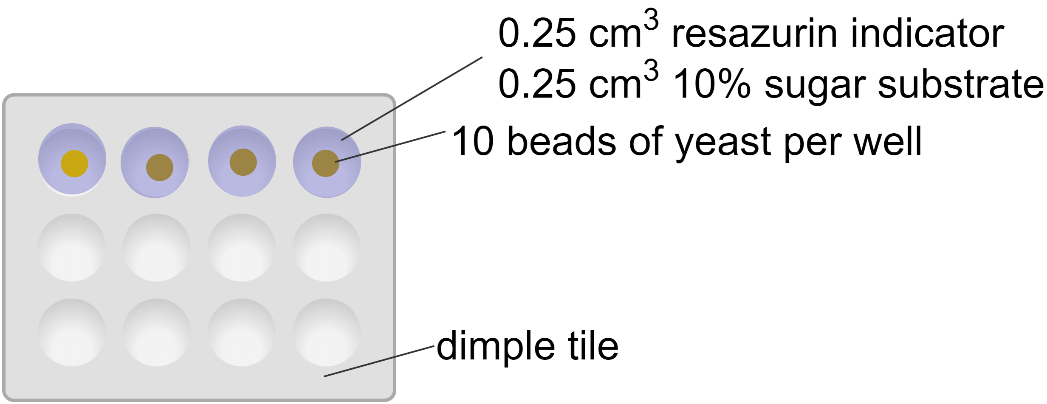 0.25 cm³ resazurin indicator
0.25 cm³ 10% sugar substrate
10 beads of yeast per well
dimple tile